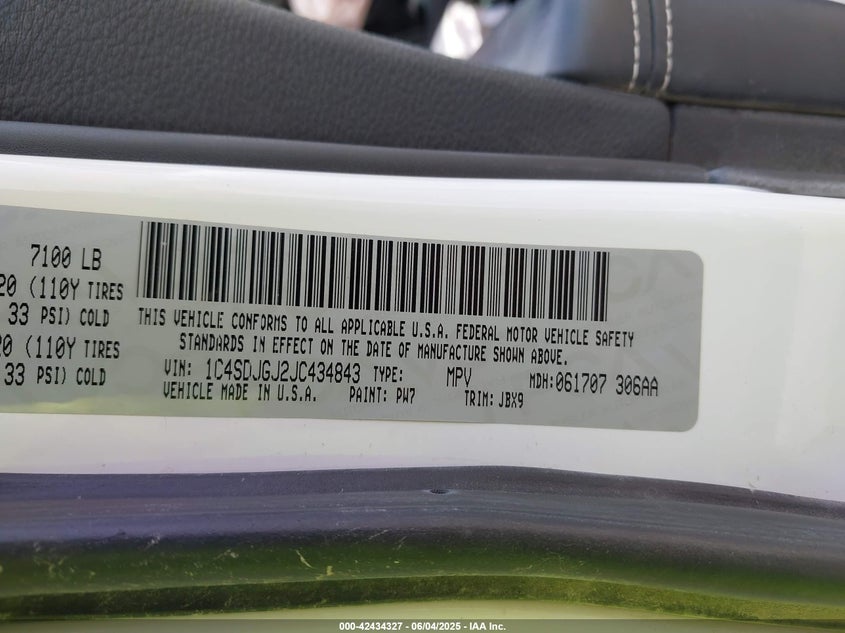 7100 LB
20 (110Y TIRES
33 PSI) COLD
20 (110Y TIRES
33 PSI) COLD
THIS VEHICLE CONFORMS TO ALL APPLICABLE U.S.A. FEDERAL MOTOR VEHICLE SAFETY
STANDARDS IN EFFECT ON THE DATE OF MANUFACTURE SHOWN ABOVE.
VIN: 1C4SDJGJ2JC434843 TYPE: MPV MDH:061707 306AA
VEHICLE MADE IN U.S.A. PAINT: PW7 TRIM: JBX9
000-42434327 - 06/04/2025 - IAA Inc.